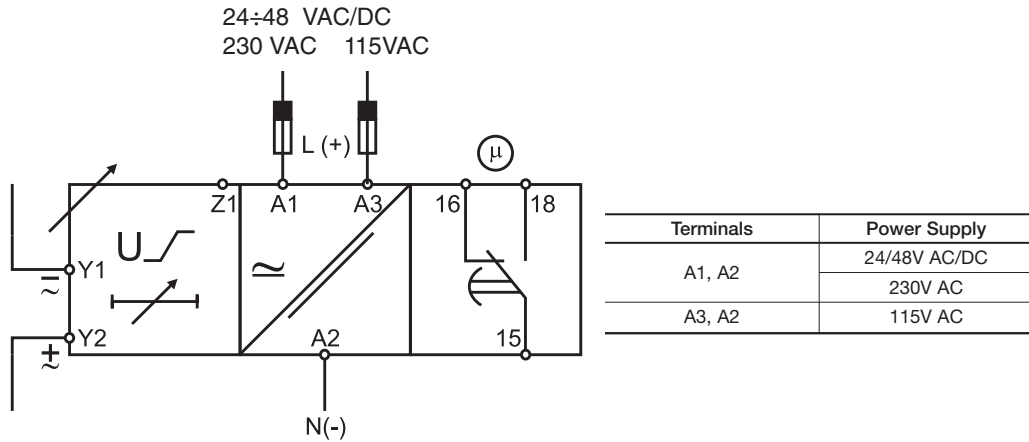 24÷48 VAC/DC
230 VAC 115VAC
L (+)
μ
Z1 A1 A3 16 18
U
Y1
Y2
A2
15
N(-)
Terminals Power Supply
A1, A2 24/48V AC/DC
230V AC
A3, A2 115V AC